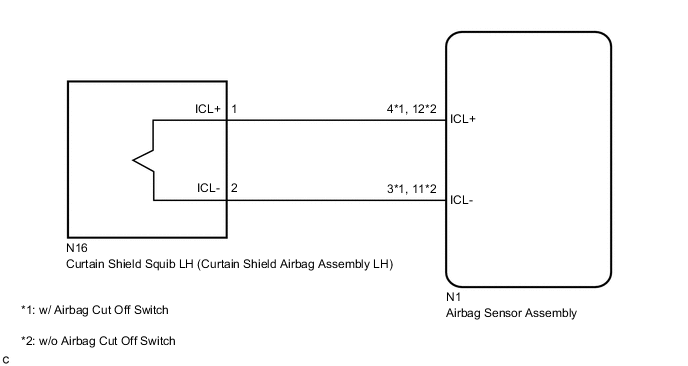 ICL+ 1 4*1, 12*2
ICL+
ICL- 2 3*1, 11*2
ICL-
N16
Curtain Shield Squib LH (Curtain Shield Airbag Assembly LH)
N1
Airbag Sensor Assembly
*1: w/ Airbag Cut Off Switch
*2: w/o Airbag Cut Off Switch
c